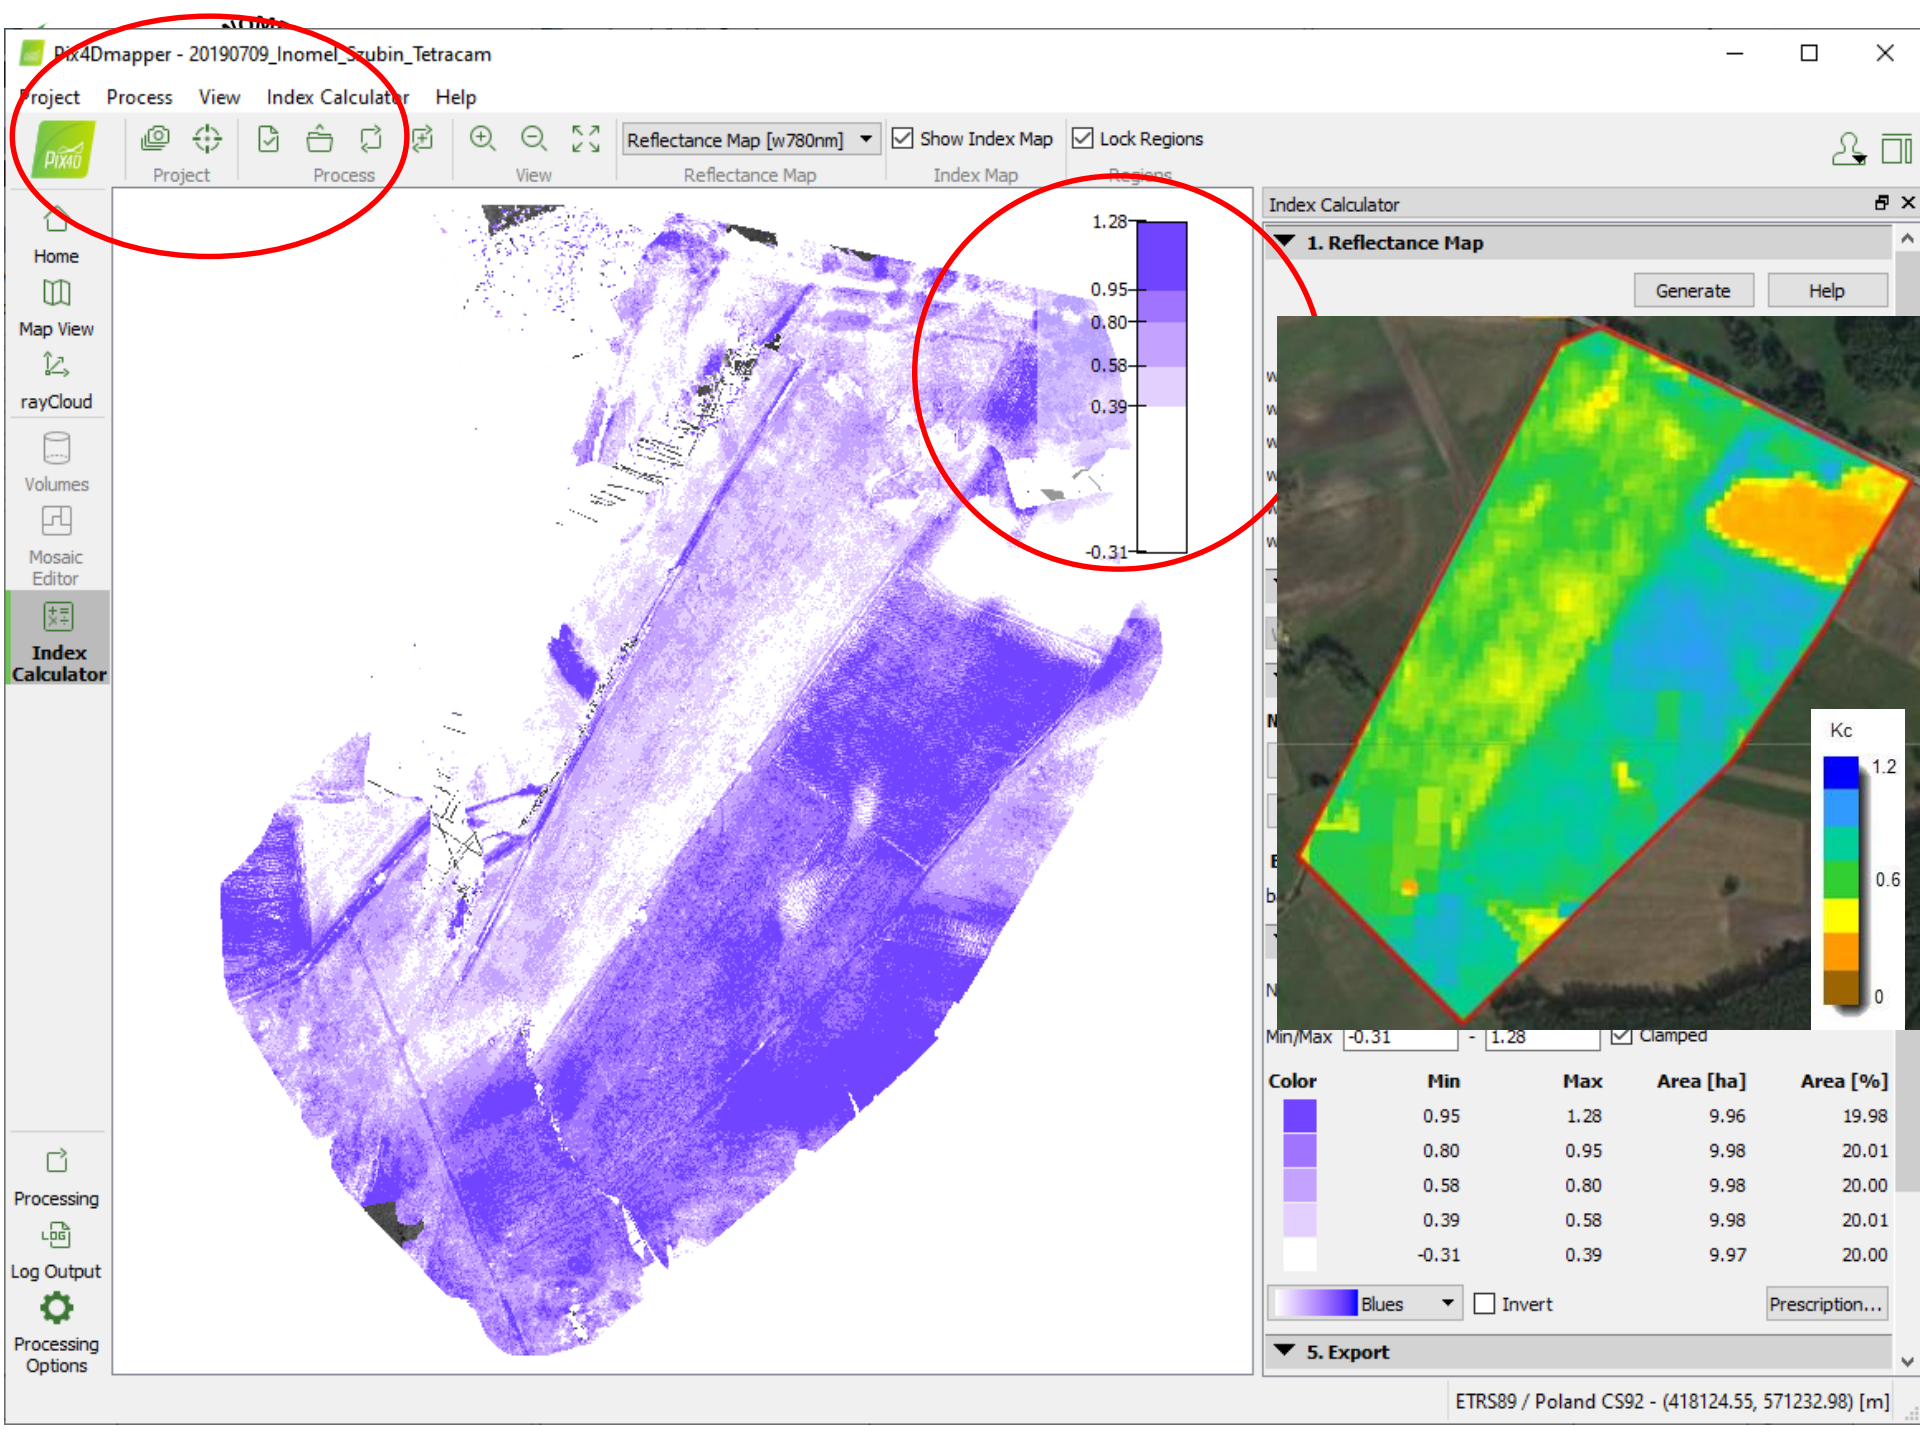 Pix4Dmapper - 20190709_Inomel_Szubin_Tetracam
Project Process View Index Calculator Help
PIX4D
Reflectance Map [w780nm] Show Index Map Lock Regions
Project Process View Reflectance Map Index Map Regions
Home
Map View
rayCloud
Volumes
Mosaic
Editor
Index
Calculator
Processing
LOG
Log Output
Processing
Options
1.28
0.95
0.80
0.58
0.39
-0.31
Index Calculator
1. Reflectance Map
Generate Help
w
w
w
w
w
w
N
b
N
Kc
1.2
0.6
0
Min/Max -0.31 - 1.28 Clamped
Color Min Max Area [ha] Area [%]
0.95 1.28 9.96 19.98
0.80 0.95 9.98 20.01
0.58 0.80 9.98 20.00
0.39 0.58 9.98 20.01
-0.31 0.39 9.97 20.00
Blues Invert Prescription...
5. Export
ETRS89 / Poland CS92 - (418124.55, 571232.98) [m]